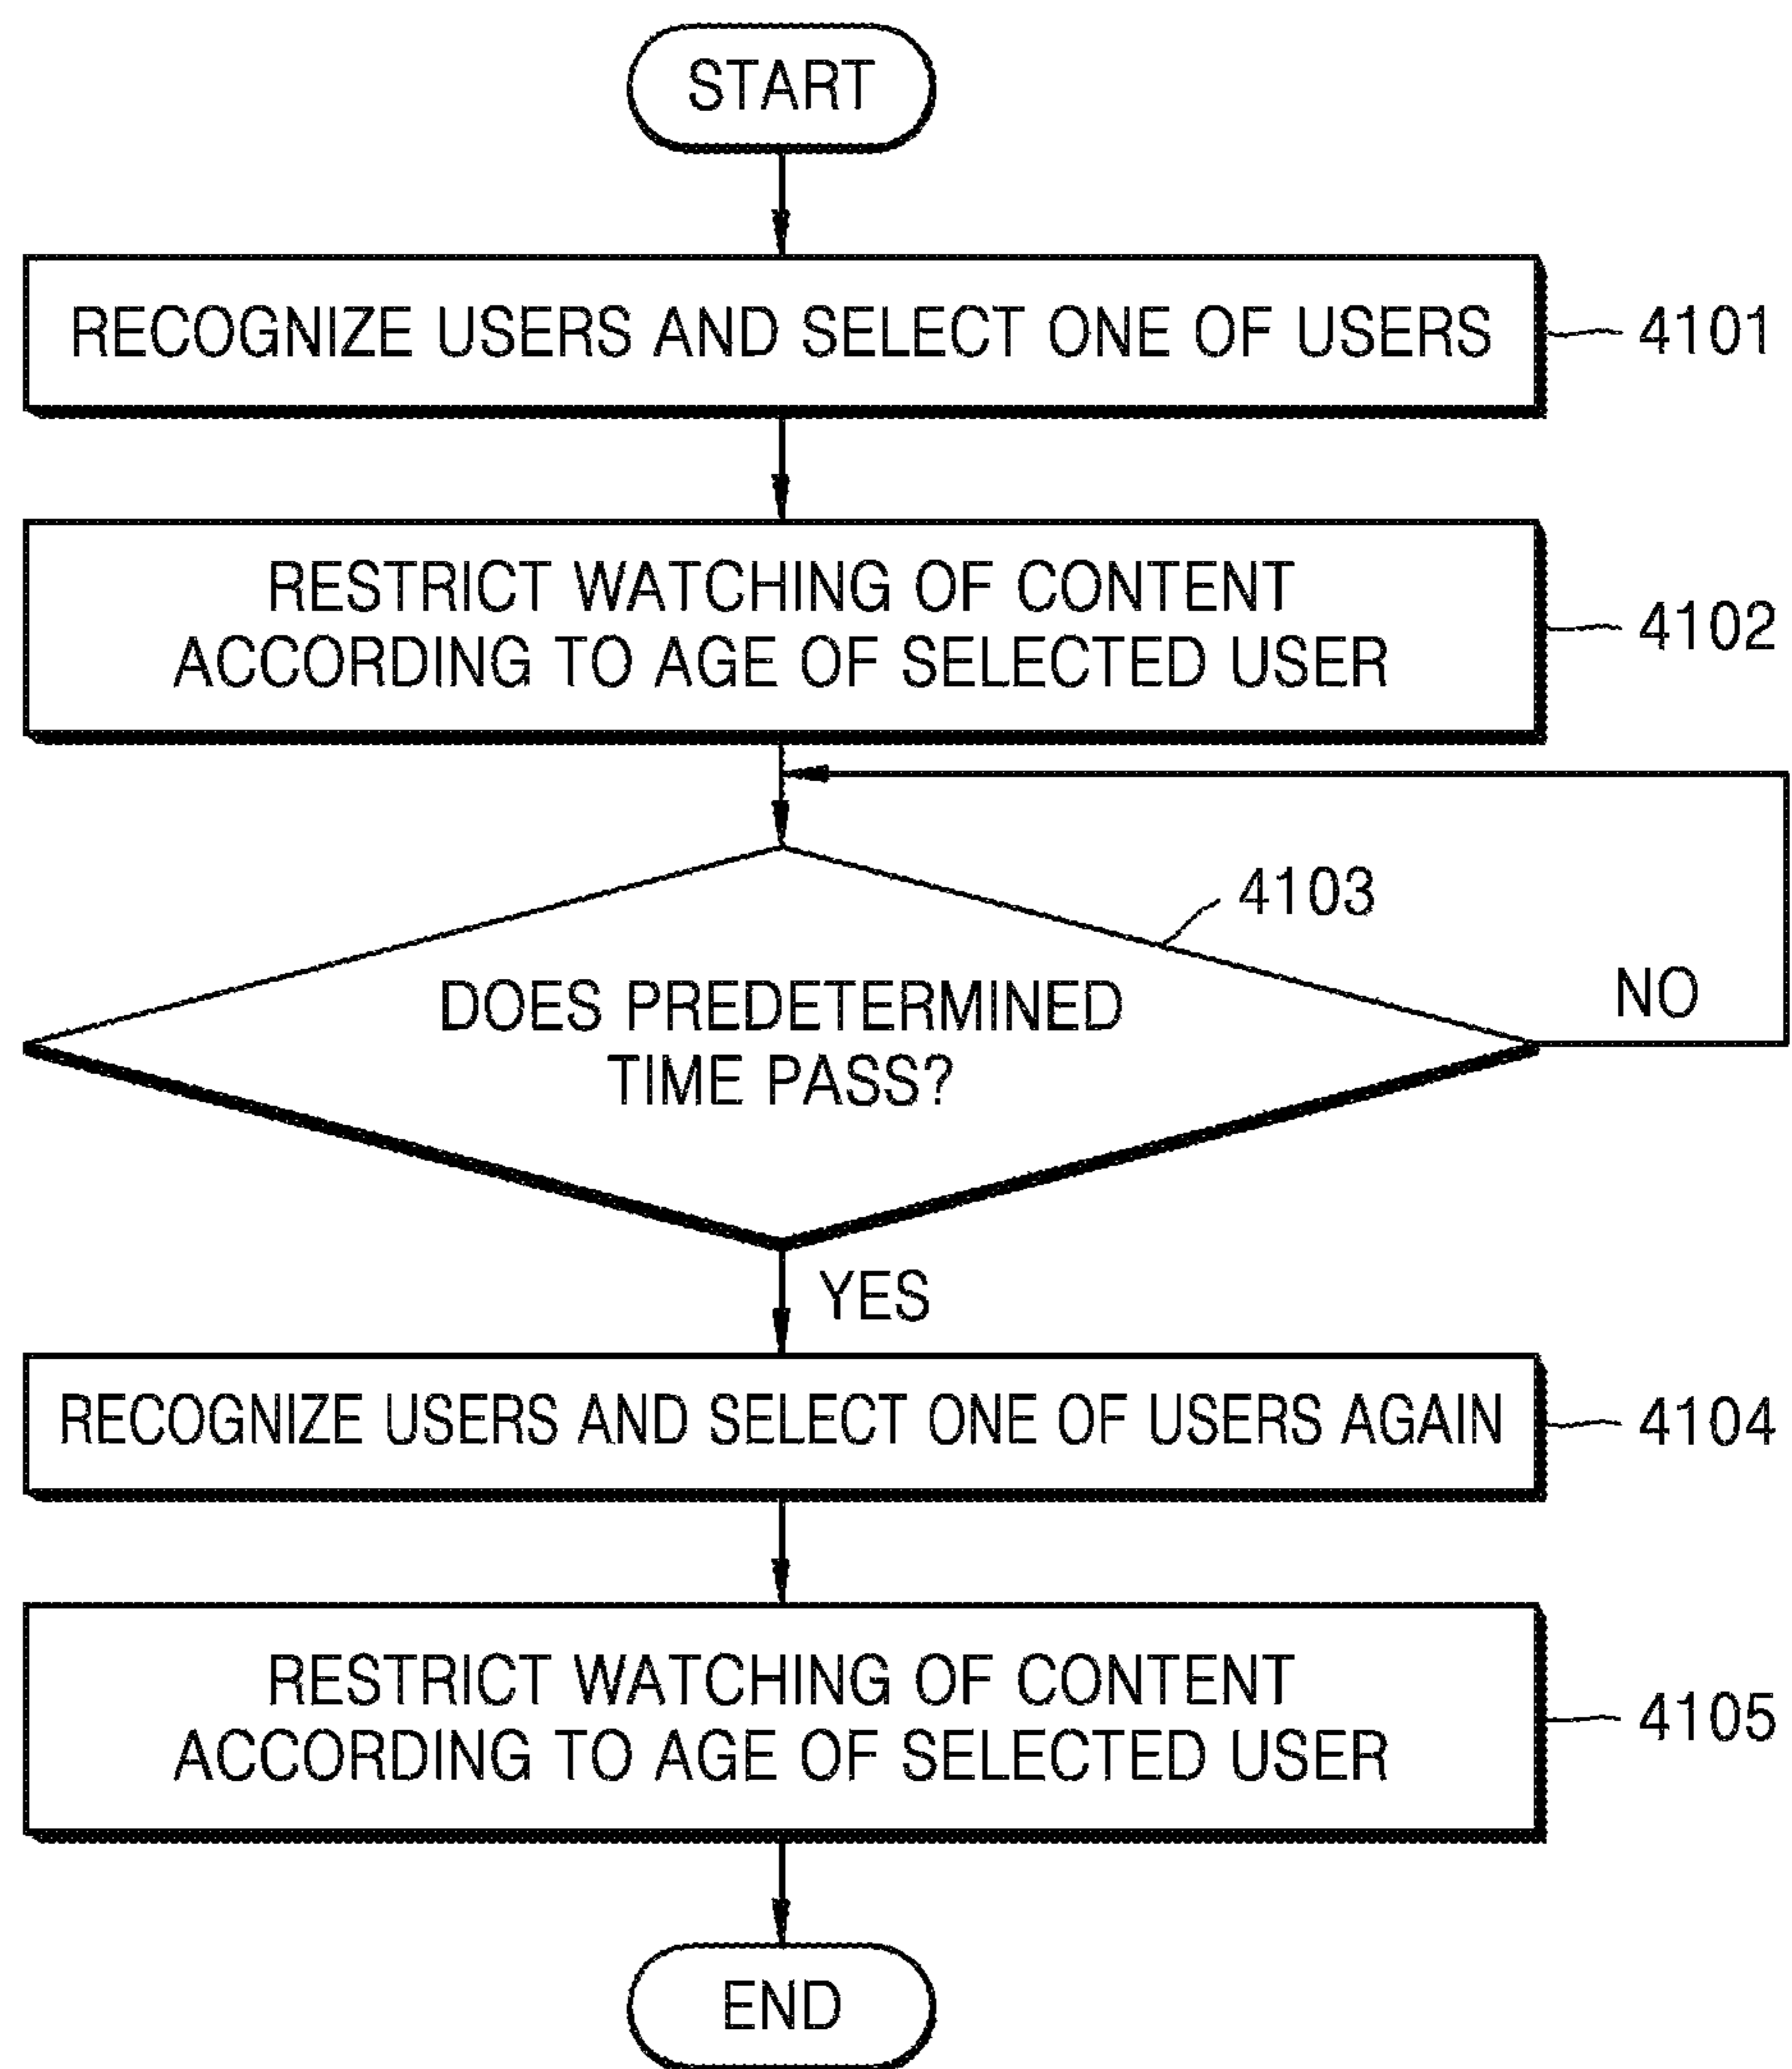 START
RECOGNIZE USERS AND SELECT ONE OF USERS
4101
RESTRICT WATCHING OF CONTENT
ACCORDING TO AGE OF SELECTED USER
4102
4103
DOES PREDETERMINED
TIME PASS?
NO
YES
RECOGNIZE USERS AND SELECT ONE OF USERS AGAIN
4104
RESTRICT WATCHING OF CONTENT
ACCORDING TO AGE OF SELECTED USER
4105
END